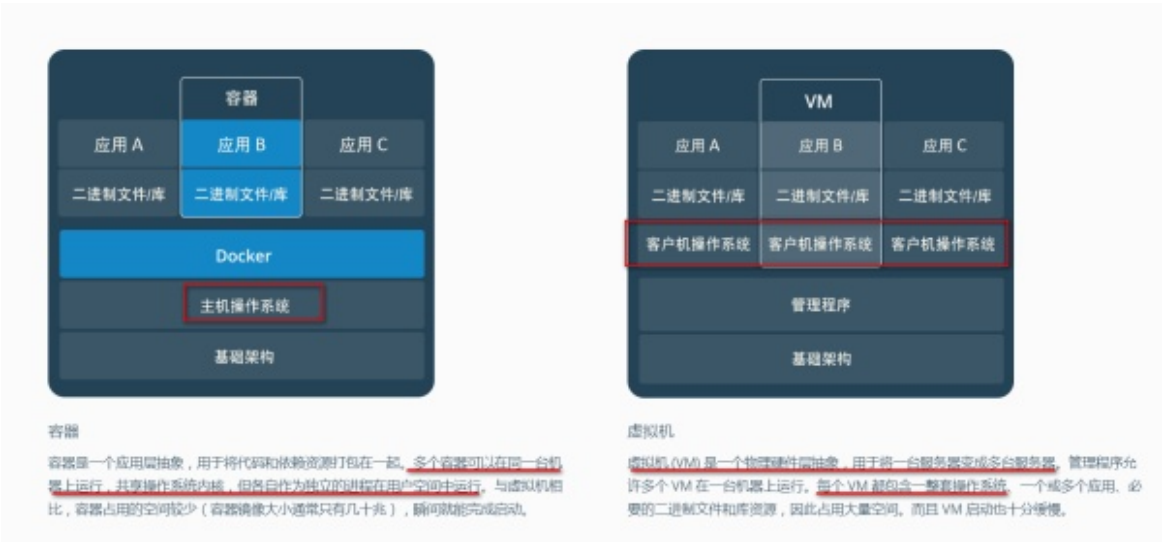 容器
应用 A
应用 B
应用 C
二进制文件/库
二进制文件/库
二进制文件/库
Docker
主机操作系统
基础架构
容器
容器是一个应用层抽象，用于将代码和依赖资源打包在一起。多个容器可以在同一台机
器上运行，共享操作系统内核，但各自作为独立的进程在用户空间中运行。与虚拟机相
比，容器占用的空间较少（容器镜像大小通常只有几十兆），瞬间就能完成启动。
VM
应用 A
应用 B
应用 C
二进制文件/库
二进制文件/库
二进制文件/库
客户机操作系统
客户机操作系统
客户机操作系统
管理程序
基础架构
虚拟机
虚拟机 (VM) 是一个物理硬件层抽象，用于将一台服务器变成多台服务器。管理程序允
许多个 VM 在一台机器上运行。每个 VM 都包含一整套操作系统、一个或多个应用、必
要的二进制文件和库资源，因此占用大量空间。而且 VM 启动也十分缓慢。